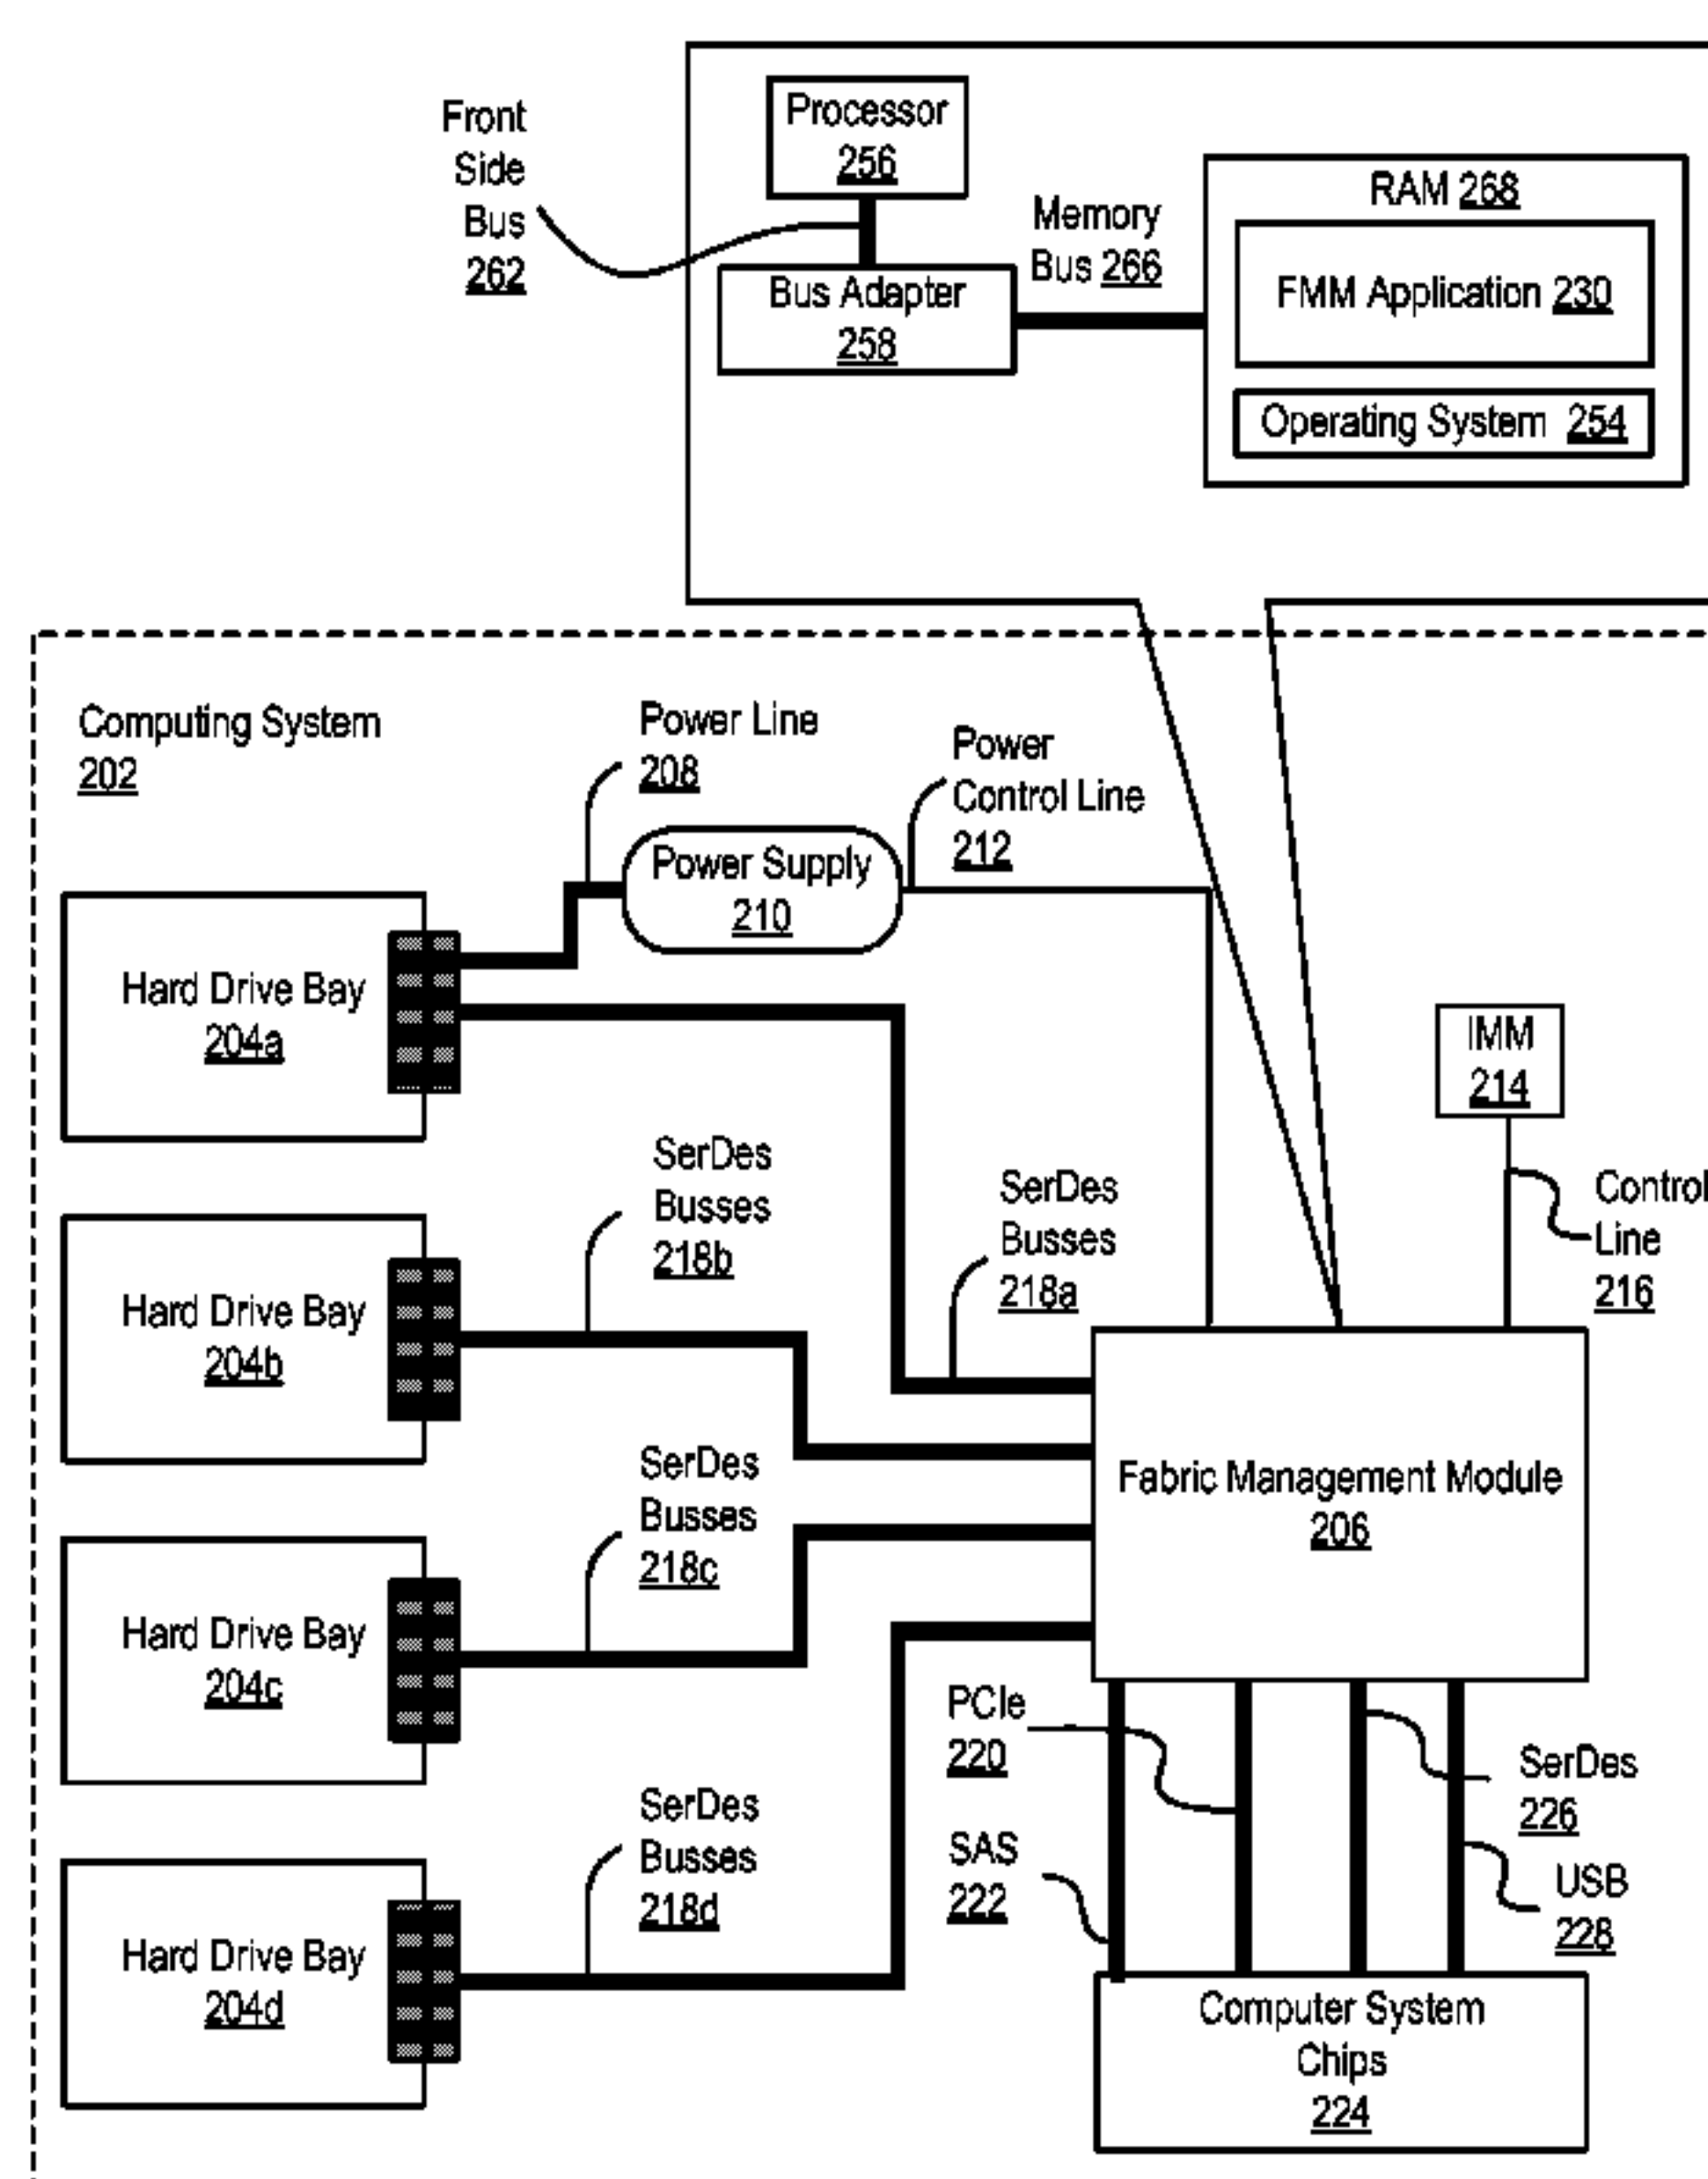 Front
Side
Bus
262
Processor
256
Bus Adapter
258
Memory
Bus 266
RAM 268
FMM Application 230
Operating System 254
Computing System
202
Power Line
208
Power
Control Line
212
Power Supply
210
Hard Drive Bay
204a
IMM
214
Control
Line
216
SerDes
Busses
218b
SerDes
Busses
218a
Hard Drive Bay
204b
SerDes
Busses
218c
Fabric Management Module
206
Hard Drive Bay
204c
PCIe
220
SerDes
226
SerDes
Busses
218d
SAS
222
USB
228
Hard Drive Bay
204d
Computer System
Chips
224